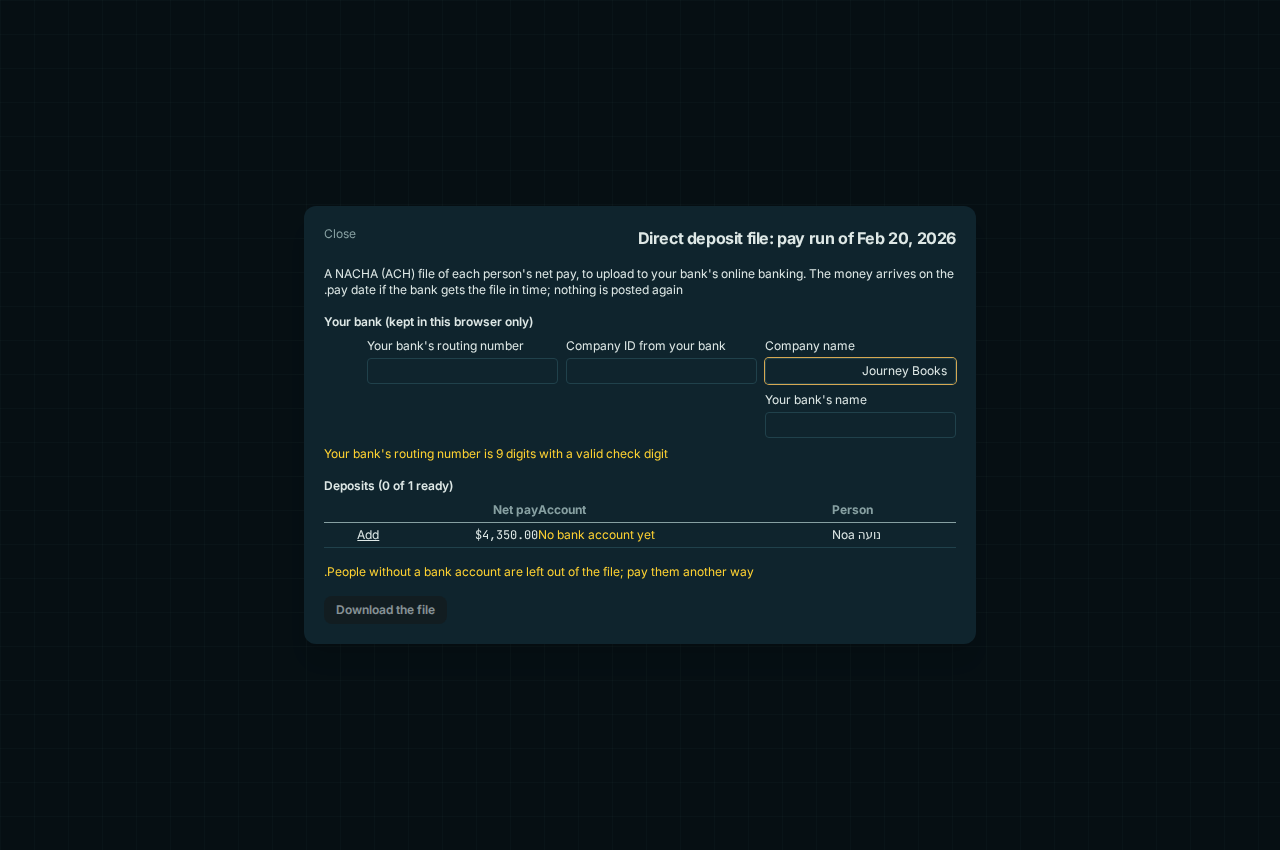 Direct deposit file: pay run of Feb 20, 2026
Close
A NACHA (ACH) file of each person's net pay, to upload to your bank's online banking. The money arrives on the
.pay date if the bank gets the file in time; nothing is posted again
Your bank (kept in this browser only)
Company name
Company ID from your bank
Your bank's routing number
Journey Books
Your bank's name
Your bank's routing number is 9 digits with a valid check digit
Deposits (0 of 1 ready)
Person
Account
Net pay
Noa נועה
No bank account yet
$4,350.00
Add
.People without a bank account are left out of the file; pay them another way
Download the file